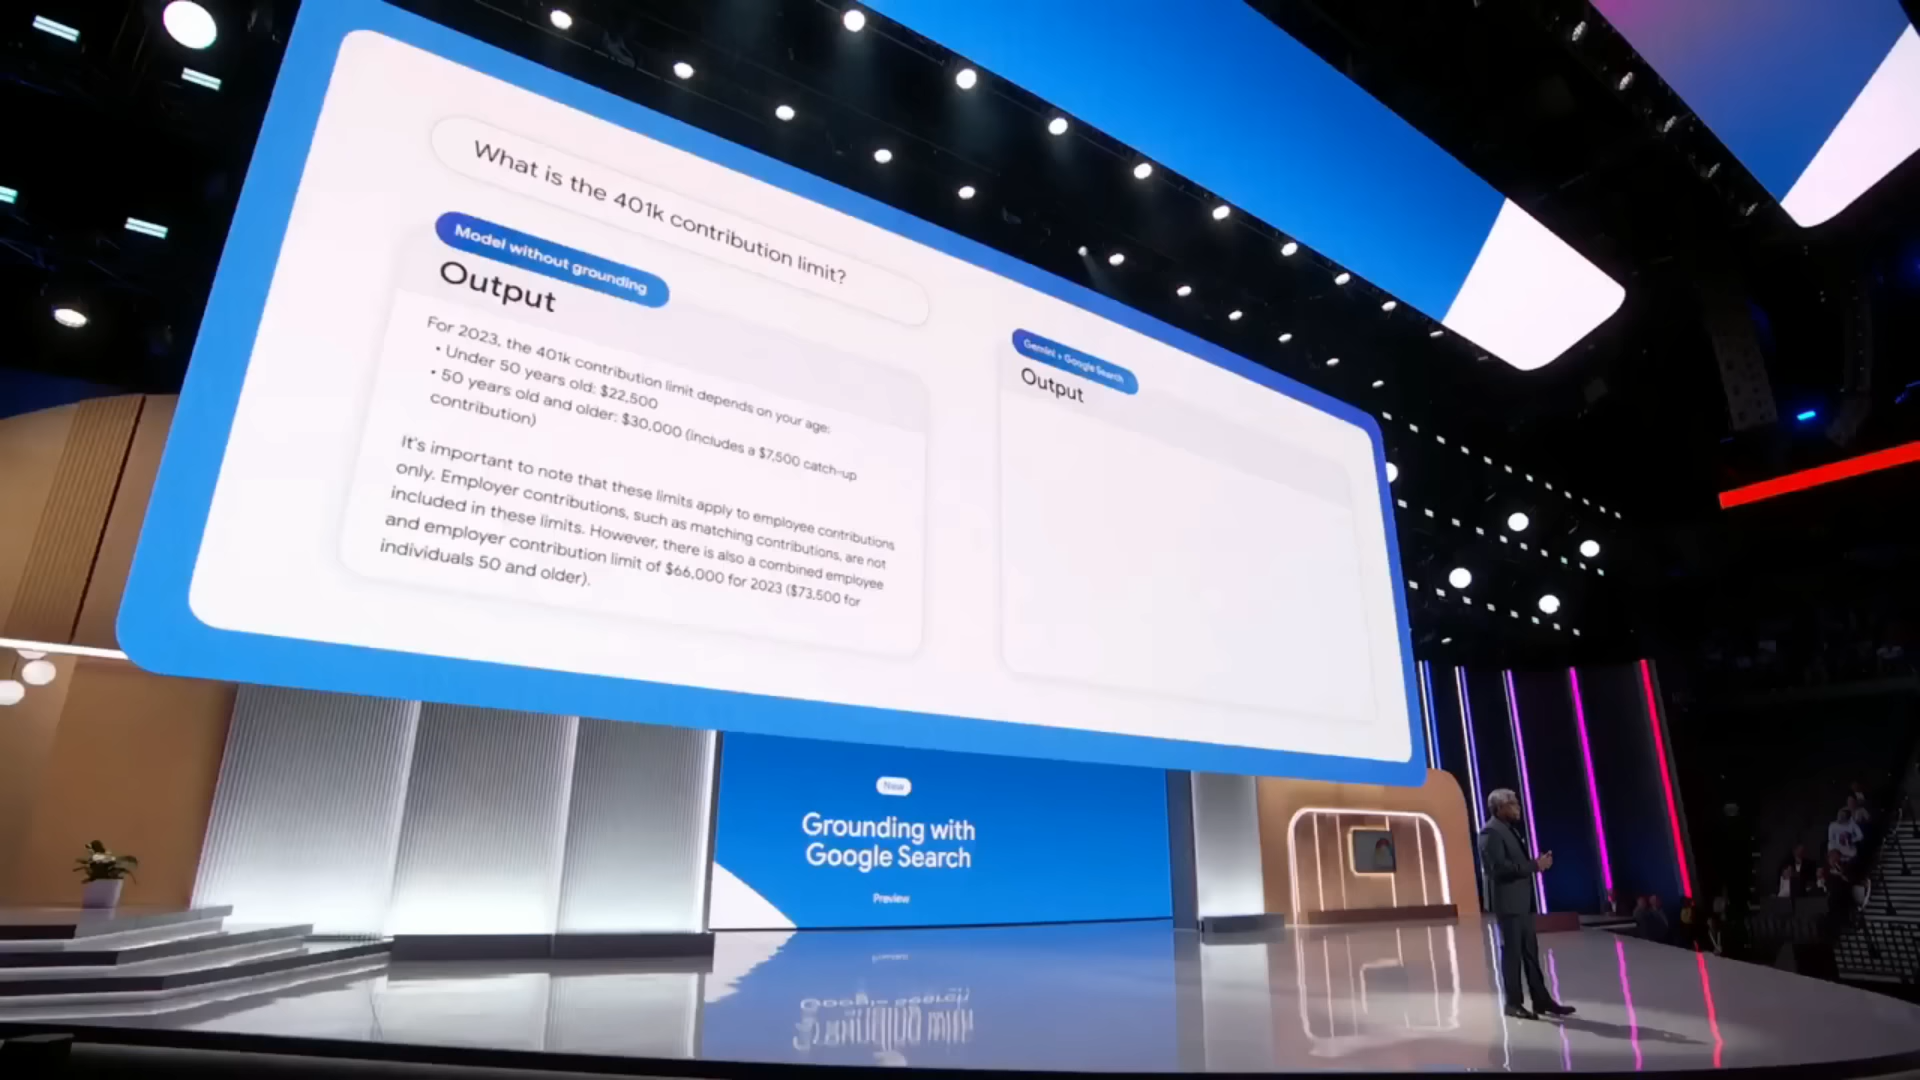 What is the 401k contribution limit?
Model without grounding
Output
For 2023, the 401k contribution limit depends on your age:
• Under 50 years old: $22,500
• 50 years old and older: $30,000 (includes a $7,500 catch-up
contribution)
It's important to note that these limits apply to employee contributions
only. Employer contributions, such as matching contributions, are not
included in these limits. However, there is also a combined employee
and employer contribution limit of $66,000 for 2023 ($73,500 for
individuals 50 and older).
Gemini + Google Search
Output
New
Grounding with
Google Search
Preview